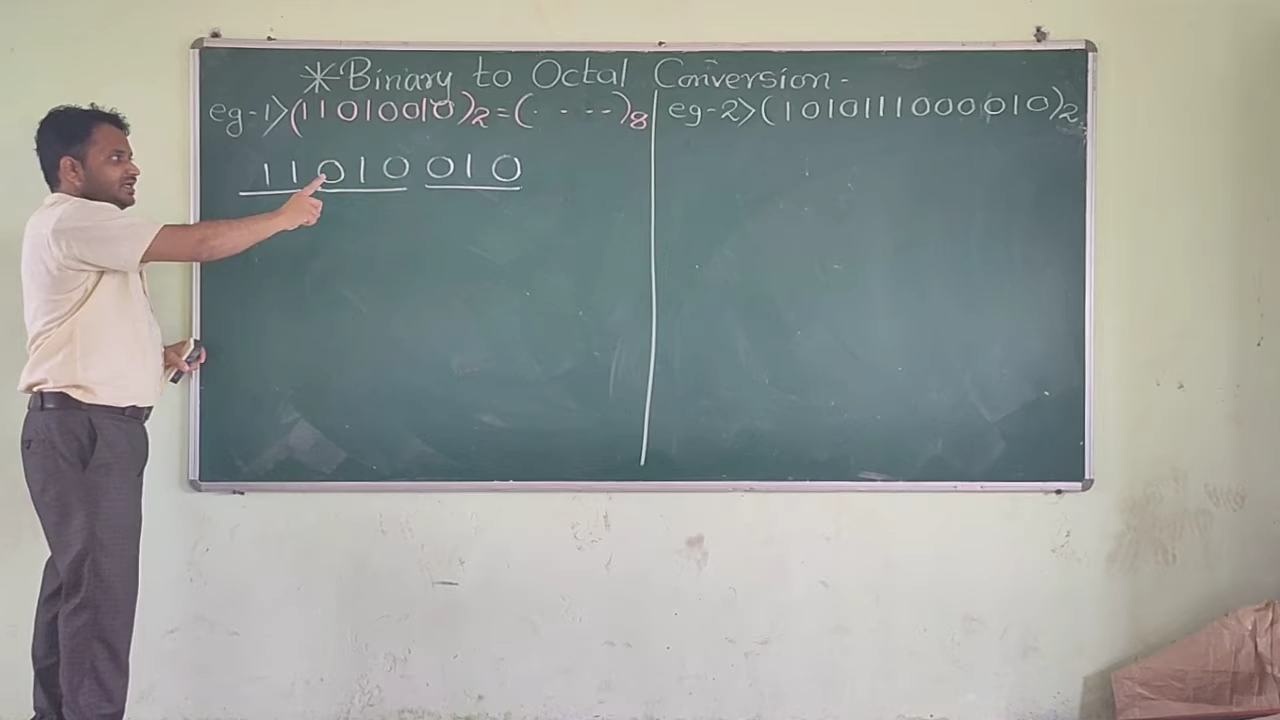 *Binary to Octal Conversion-
eg-1>(11010010)2=(----)8
11010010
eg-2>(1010111000010)2